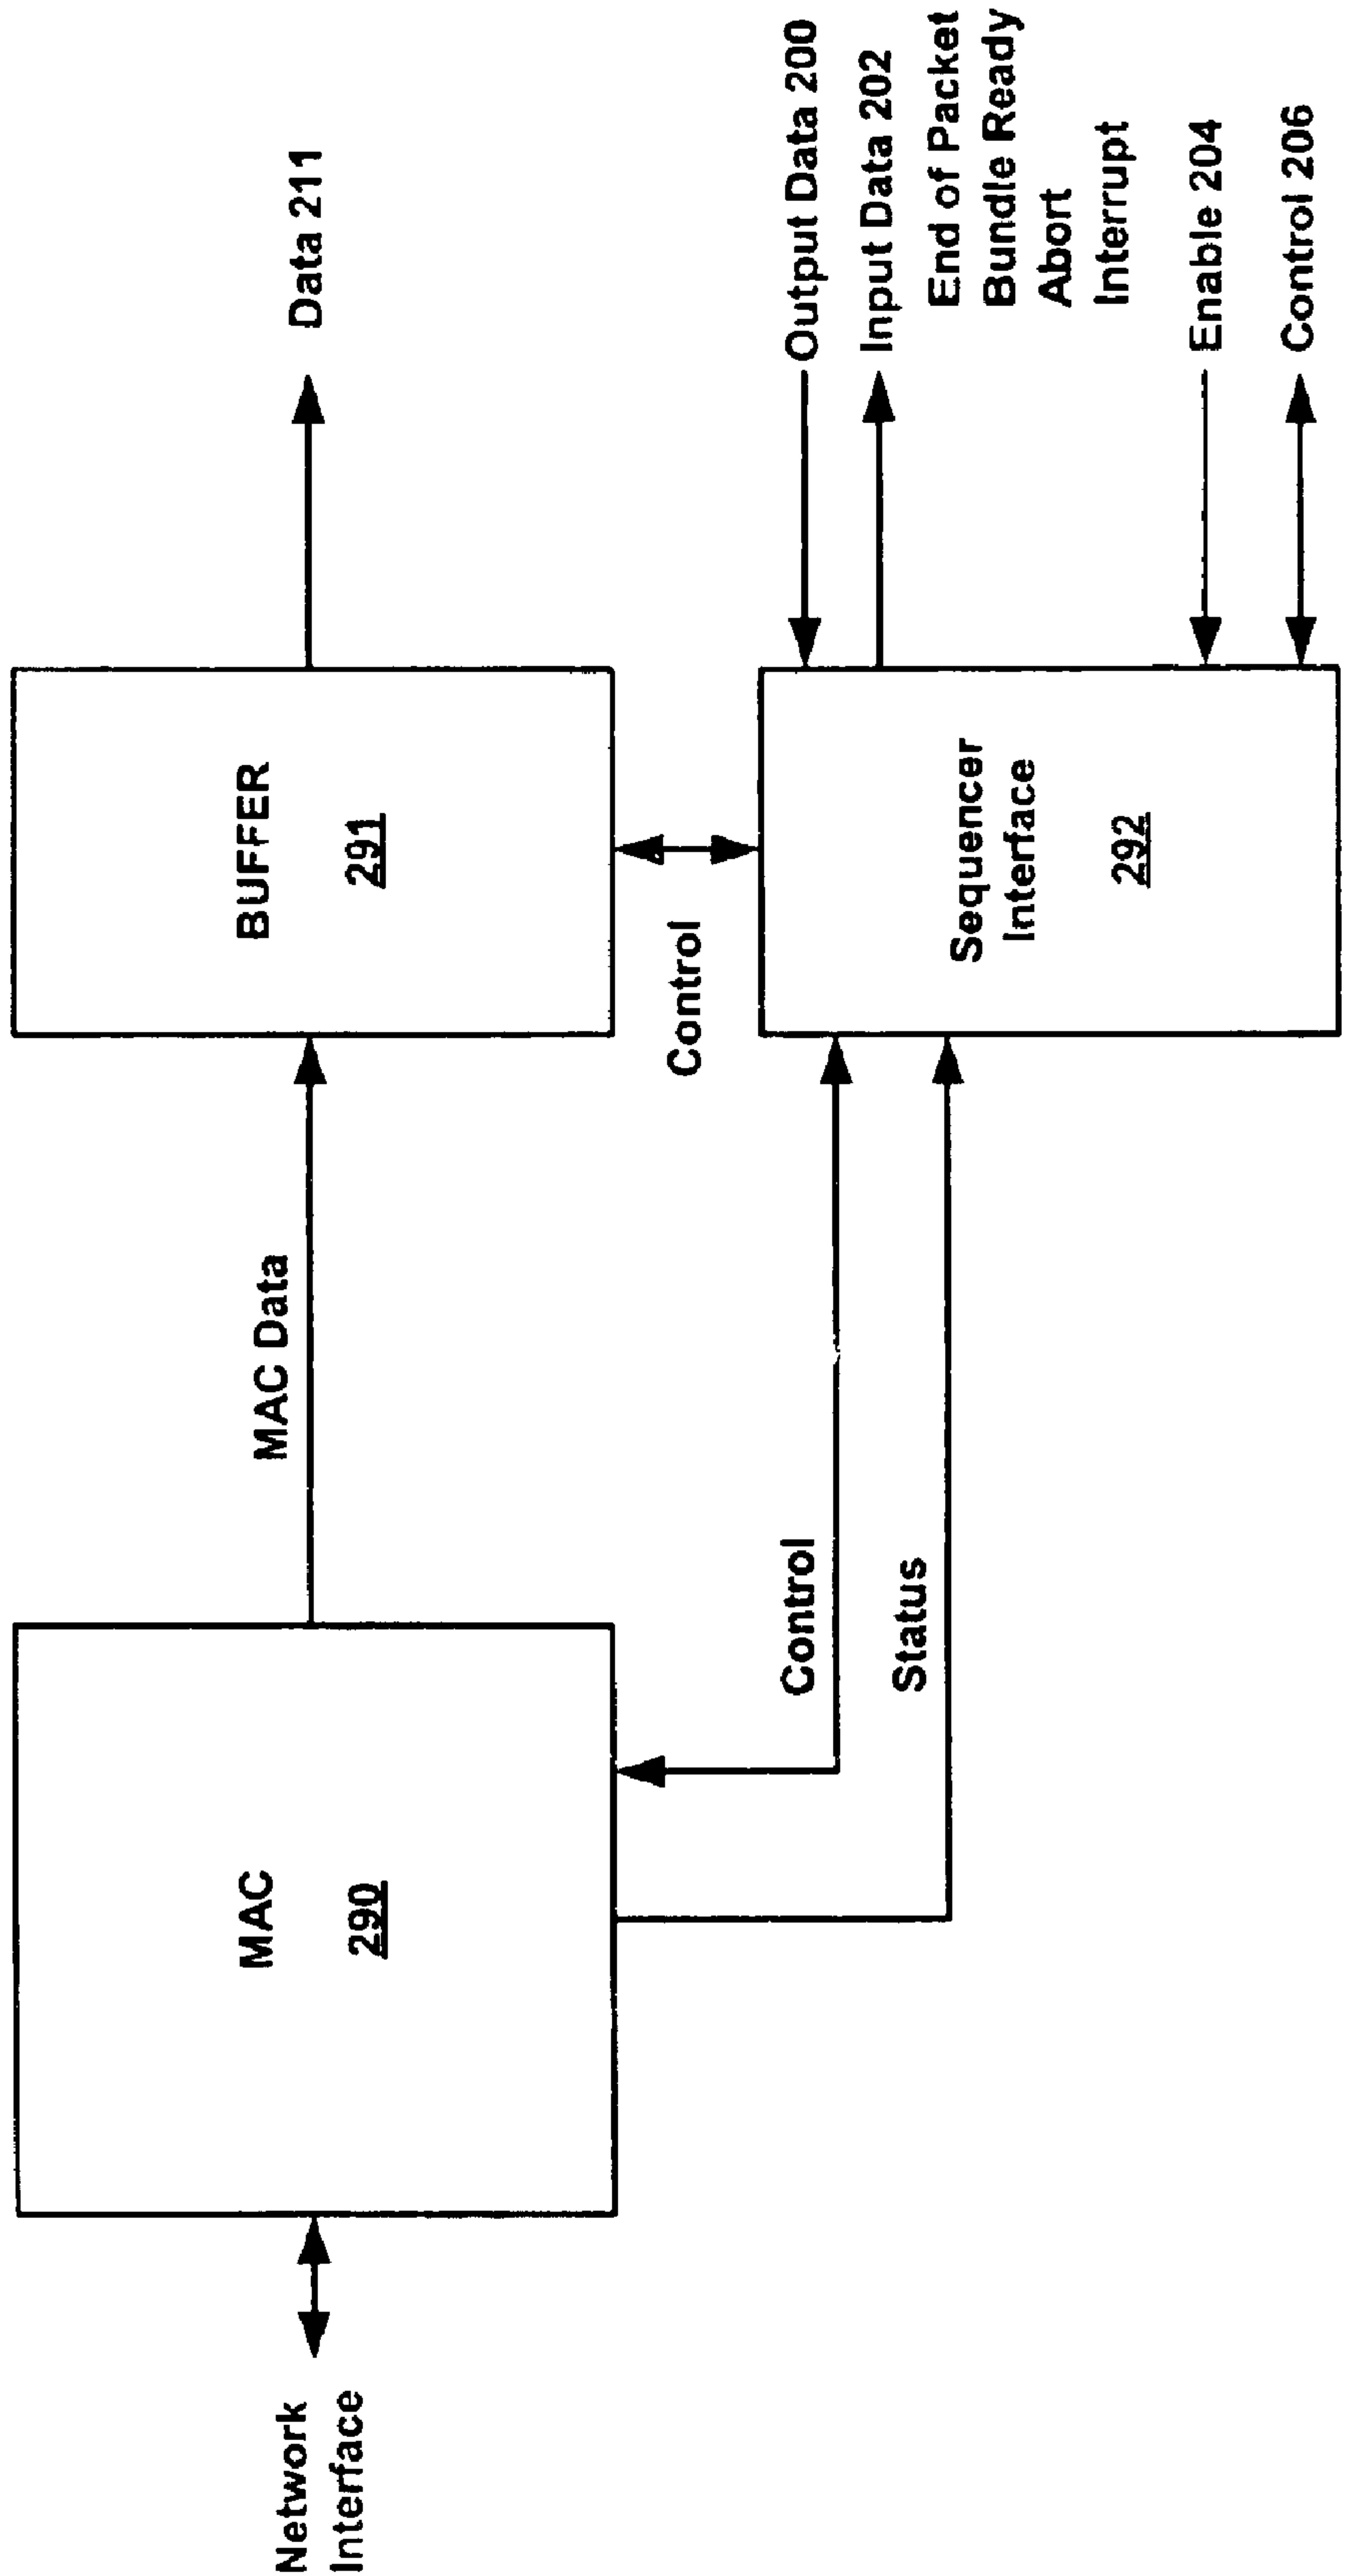 Network
Interface
MAC
290
MAC Data
BUFFER
291
Data 211
Control
Status
Control
Sequencer
Interface
292
Output Data 200
Input Data 202
End of Packet
Bundle Ready
Abort
Interrupt
Enable 204
Control 206